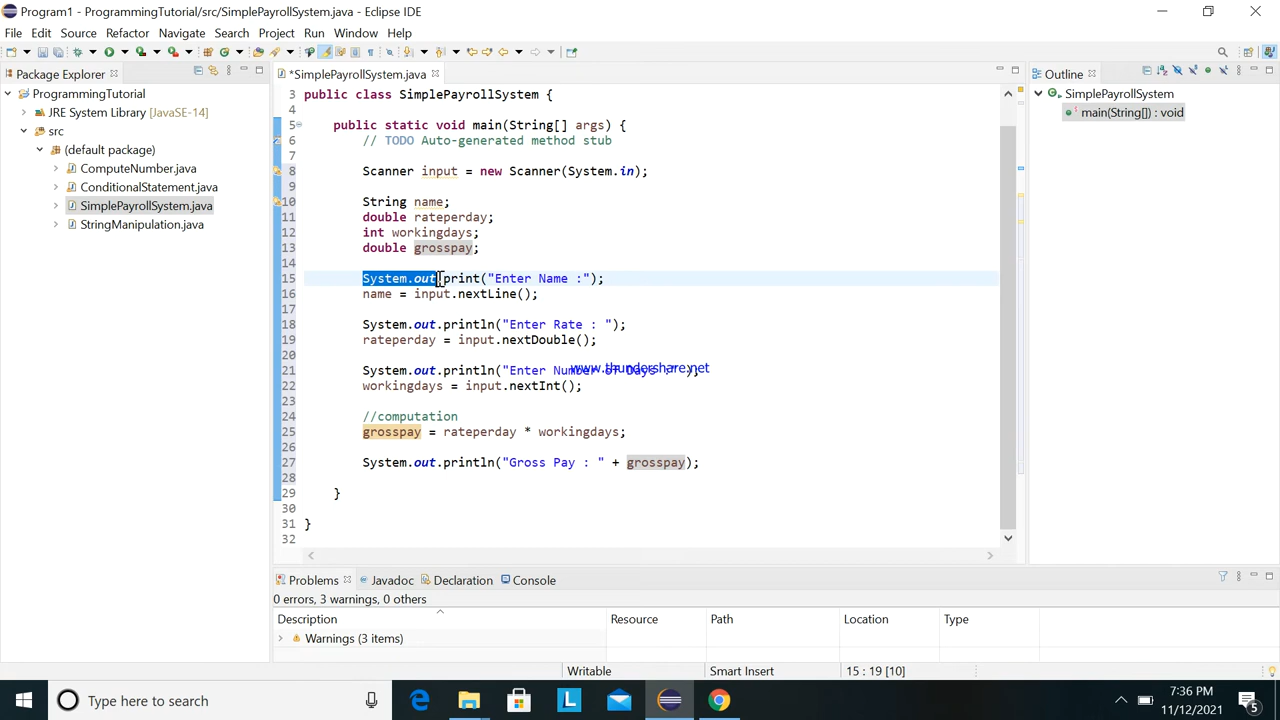 Program1 - ProgrammingTutorial/src/SimplePayrollSystem.java - Eclipse IDE
File Edit Source Refactor Navigate Search Project Run Window Help
Package Explorer
ProgrammingTutorial
JRE System Library [JavaSE-14]
src
(default package)
ComputeNumber.java
ConditionalStatement.java
SimplePayrollSystem.java
StringManipulation.java
*SimplePayrollSystem.java
3 public class SimplePayrollSystem {
4
5 public static void main(String[] args) {
6 // TODO Auto-generated method stub
7
8 Scanner input = new Scanner(System.in);
9
10 String name;
11 double rateperday;
12 int workingdays;
13 double grosspay;
14
15 System.out.print("Enter Name :");
16 name = input.nextLine();
17
18 System.out.println("Enter Rate : ");
19 rateperday = input.nextDouble();
20
21 System.out.println("Enter Number of Days : " );
www.thundershare.net
22 workingdays = input.nextInt();
23
24 //computation
25 grosspay = rateperday * workingdays;
26
27 System.out.println("Gross Pay : " + grosspay);
28
29 }
30
31 }
32
Outline
SimplePayrollSystem
main(String[]) : void
Problems Javadoc Declaration Console
0 errors, 3 warnings, 0 others
Description Resource Path Location Type
Warnings (3 items)
Writable Smart Insert 15 : 19 [10]
Type here to search
7:36 PM
11/12/2021
5